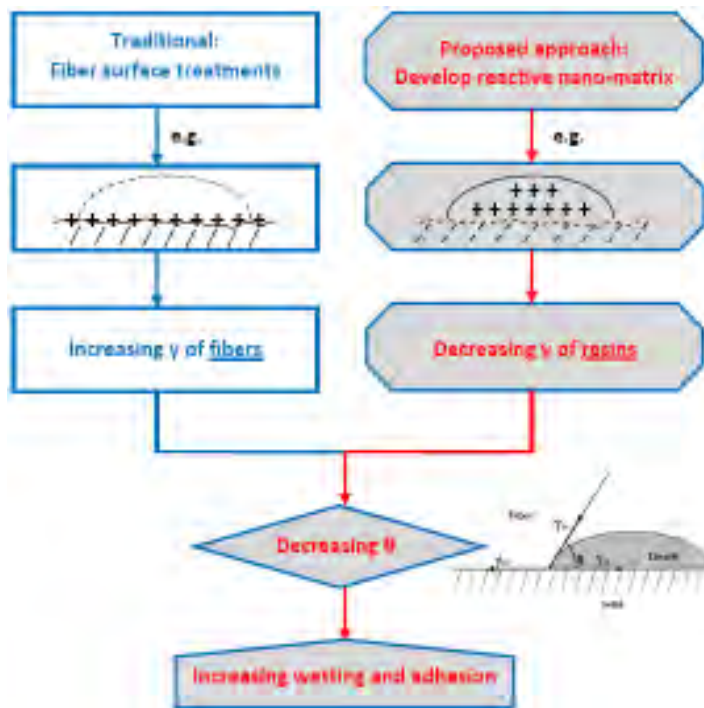 Traditional:
Fiber surface treatments
Proposed approach:
Develop reactive nano-matrix
e.g.
e.g.
+ + + + + + + + + +
+ + +
+ + + + + + +
Increasing γ of fibers
Decreasing γ of resins
Decreasing θ
θ
Increasing wetting and adhesion